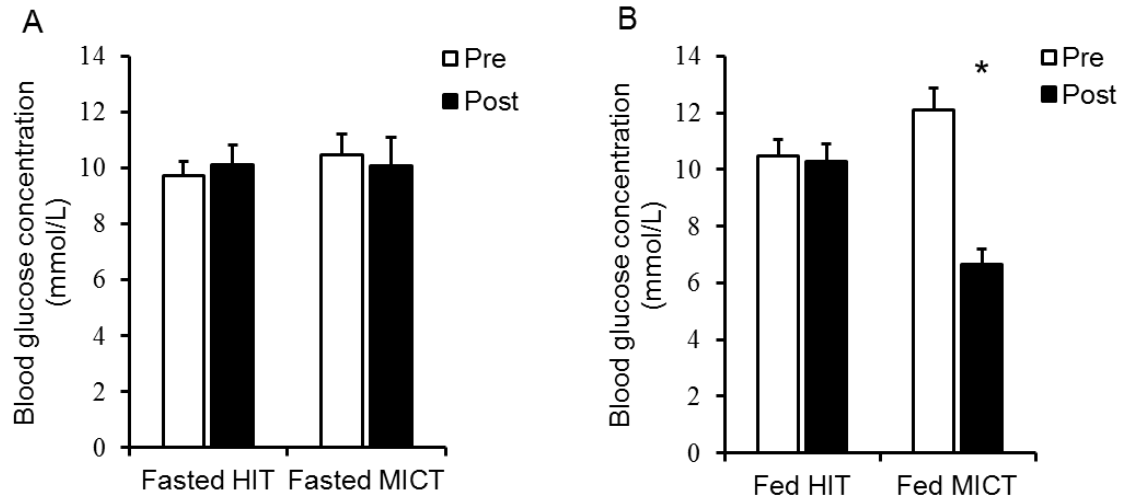 A
Blood glucose concentration
(mmol/L)
14
12
10
8
6
4
2
0
Pre
Post
Fasted HIT
Fasted MICT
B
Blood glucose concentration
(mmol/L)
14
12
10
8
6
4
2
0
*
Pre
Post
Fed HIT
Fed MICT